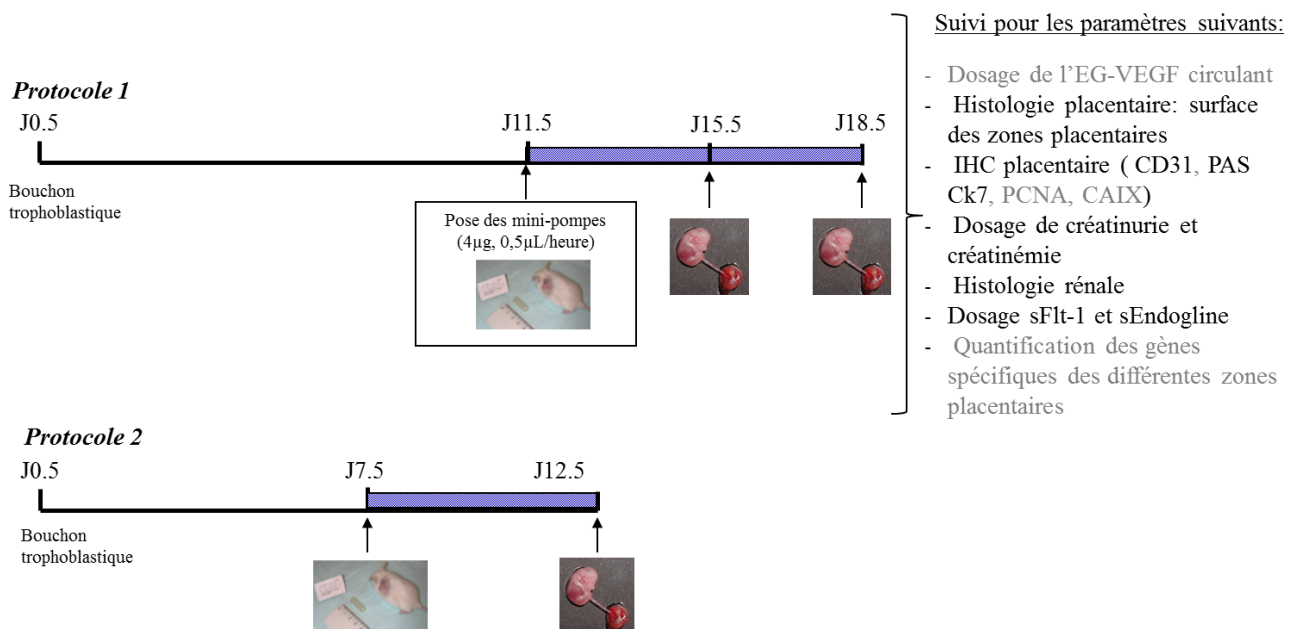 Protocole 1
J0.5
J11.5
J15.5
J18.5
Bouchon
trophoblastique
Pose des mini-pompes
(4µg, 0,5µL/heure)
Suivi pour les paramètres suivants:
- Dosage de l'EG-VEGF circulant
- Histologie placentaire: surface
des zones placentaires
- IHC placentaire ( CD31, PAS
Ck7, PCNA, CAIX)
- Dosage de créatinurie et
créatinémie
- Histologie rénale
- Dosage sFlt-1 et sEndogline
- Quantification des gènes
spécifiques des différentes zones
placentaires
Protocole 2
J0.5
J7.5
J12.5
Bouchon
trophoblastique